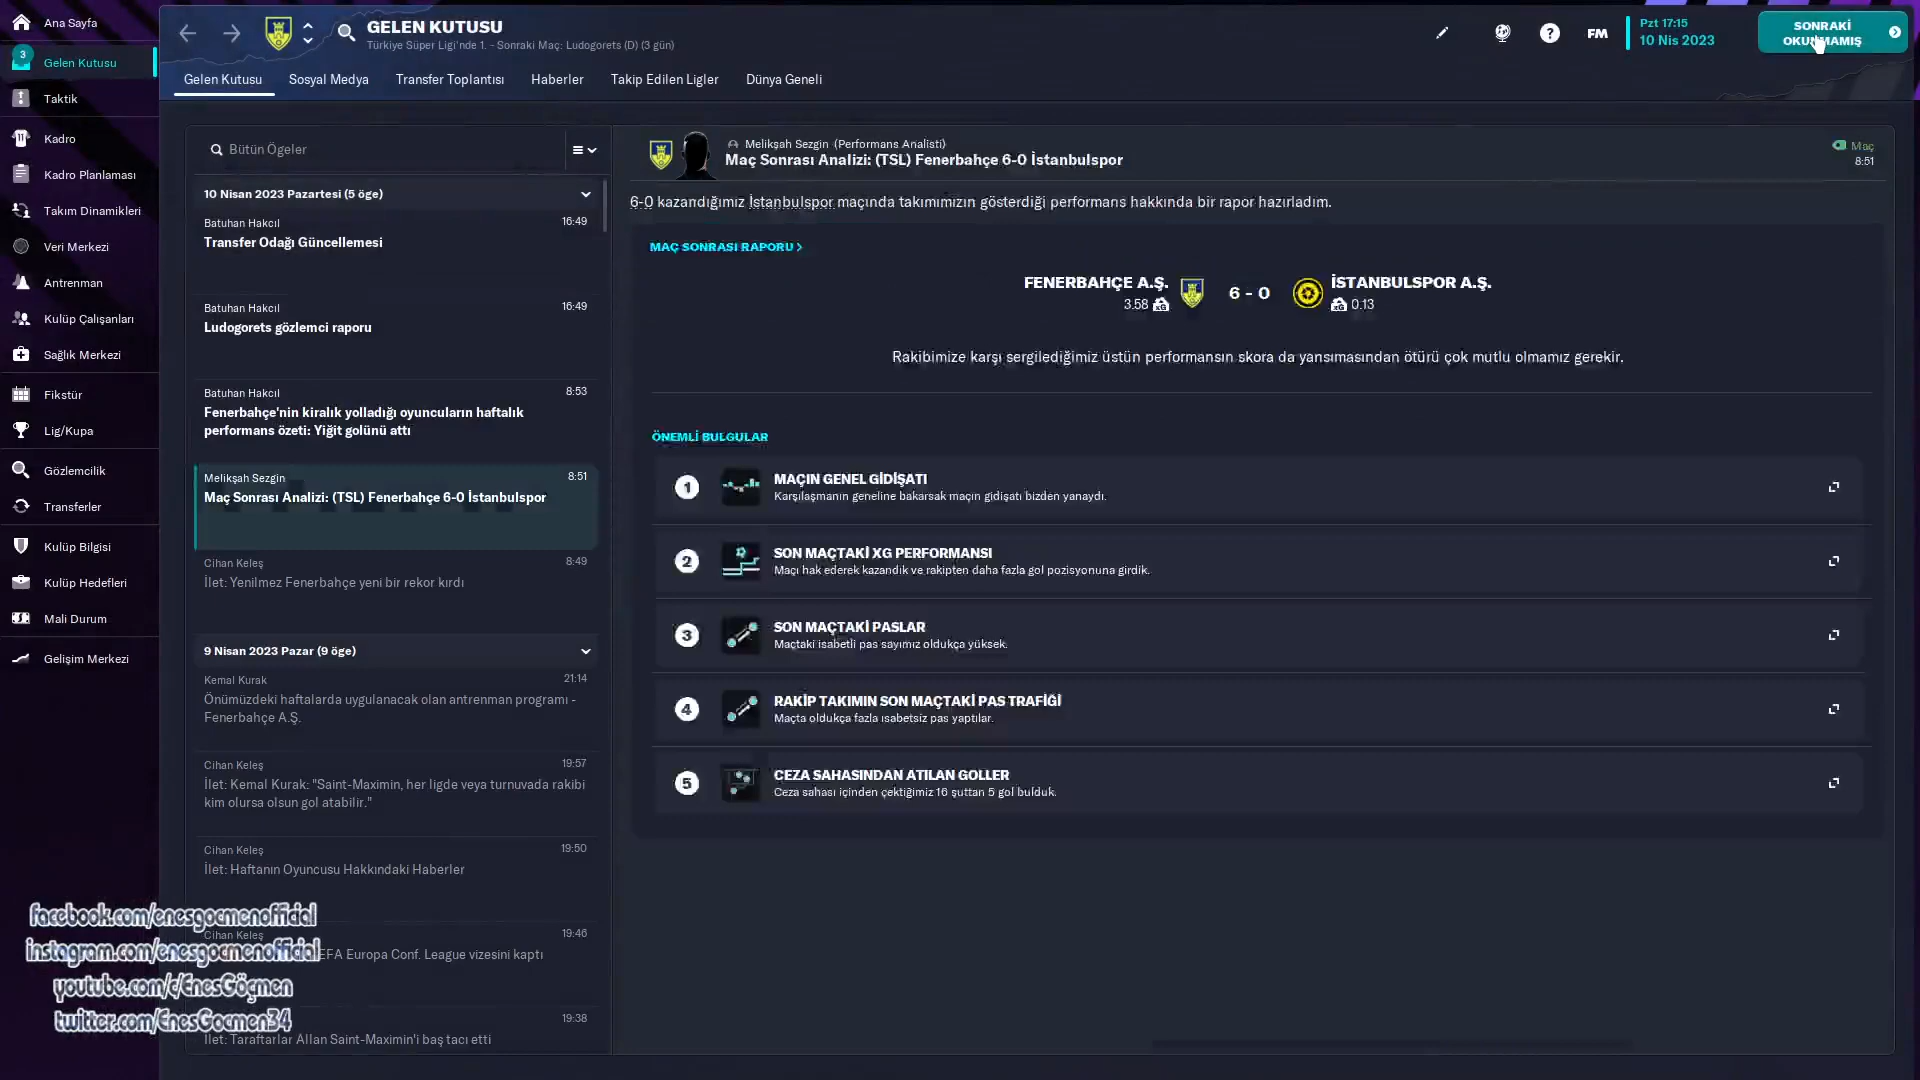 Ana Sayfa
3
Gelen Kutusu
Taktik
Kadro
Kadro Planlaması
Takım Dinamikleri
Veri Merkezi
Antrenman
Kulüp Çalışanları
Sağlık Merkezi
Fikstür
Lig/Kupa
Gözlemcilik
Transferler
Kulüp Bilgisi
Kulüp Hedefleri
Mali Durum
Gelişim Merkezi
GELEN KUTUSU
Türkiye Süper Ligi'nde 1. - Sonraki Maç: Ludogorets (D) (3 gün)
FM
Pzt 17:15
10 Nis 2023
SONRAKİ
OKUNMAMIŞ
Gelen Kutusu Sosyal Medya Transfer Toplantısı Haberler Takip Edilen Ligler Dünya Geneli
Bütün Ögeler
10 Nisan 2023 Pazartesi (5 öge)
Batuhan Hakcıl 16:49
Transfer Odağı Güncellemesi
Batuhan Hakcıl 16:49
Ludogorets gözlemci raporu
Batuhan Hakcıl 8:53
Fenerbahçe'nin kiralık yolladığı oyuncuların haftalık
performans özeti: Yiğit golünü attı
Melikşah Sezgin 8:51
Maç Sonrası Analizi: (TSL) Fenerbahçe 6-0 İstanbulspor
Cihan Keleş 8:49
İlet: Yenilmez Fenerbahçe yeni bir rekor kırdı
9 Nisan 2023 Pazar (9 öge)
Kemal Kurak 21:14
Önümüzdeki haftalarda uygulanacak olan antrenman programı -
Fenerbahçe A.Ş.
Cihan Keleş 19:57
İlet: Kemal Kurak: "Saint-Maximin, her ligde veya turnuvada rakibi
kim olursa olsun gol atabilir."
Cihan Keleş 19:50
İlet: Haftanın Oyuncusu Hakkındaki Haberler
Cihan Keleş 19:46
EFA Europa Conf. League vizesini kaptı
19:38
İlet: Taraftarlar Allan Saint-Maximin'i baş tacı etti
facebook.com/enesgocmenofficial
instagram.com/enesgocmenofficial
youtube.com/c/EnesGöçmen
twitter.com/EnesGocmen34
Melikşah Sezgin (Performans Analisti)
Maç Sonrası Analizi: (TSL) Fenerbahçe 6-0 İstanbulspor
Maç
8:51
6-0 kazandığımız İstanbulspor maçında takımımızın gösterdiği performans hakkında bir rapor hazırladım.
MAÇ SONRASI RAPORU >
FENERBAHÇE A.Ş. 6 - 0 İSTANBULSPOR A.Ş.
3.58 xG xG 0.13
Rakibimize karşı sergilediğimiz üstün performansın skora da yansımasından ötürü çok mutlu olmamız gerekir.
ÖNEMLİ BULGULAR
1 MAÇIN GENEL GİDİŞATI
Karşılaşmanın geneline bakarsak maçın gidişatı bizden yanaydı.
2 SON MAÇTAKİ XG PERFORMANSI
Maçı hak ederek kazandık ve rakipten daha fazla gol pozisyonuna girdik.
3 SON MAÇTAKİ PASLAR
Maçtaki isabetli pas sayımız oldukça yüksek.
4 RAKİP TAKIMIN SON MAÇTAKİ PAS TRAFİĞİ
Maçta oldukça fazla isabetsiz pas yaptılar.
5 CEZA SAHASINDAN ATILAN GOLLER
Ceza sahası içinden çektiğimiz 16 şuttan 5 gol bulduk.